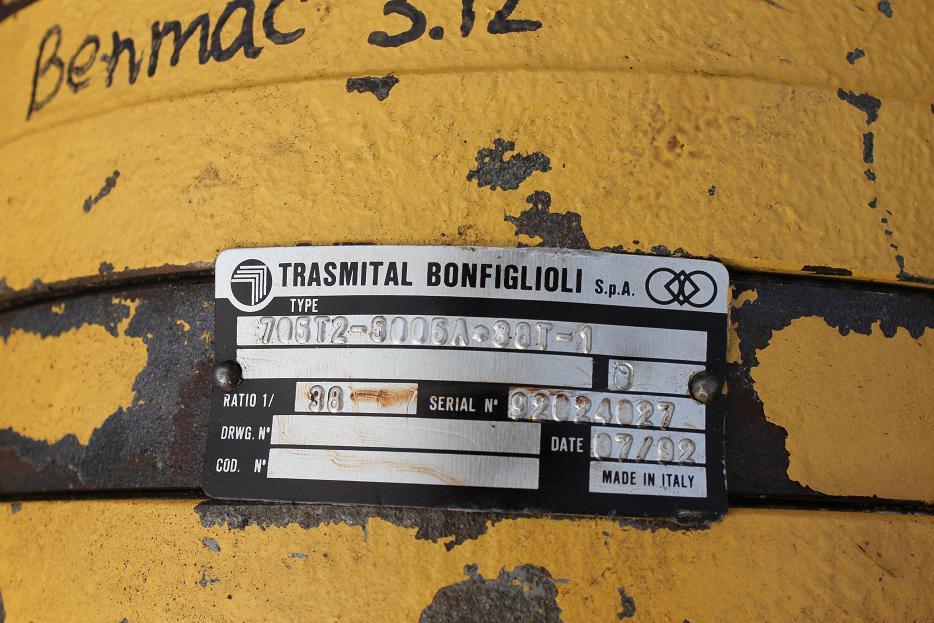 Benmac 3.12
TRASMITAL BONFIGLIOLI S.p.A.
TYPE
705T2-3005A-38T-1
D
RATIO 1/ 38 SERIAL N° 92024027
DRWG. N° DATE 07/92
COD. N° MADE IN ITALY